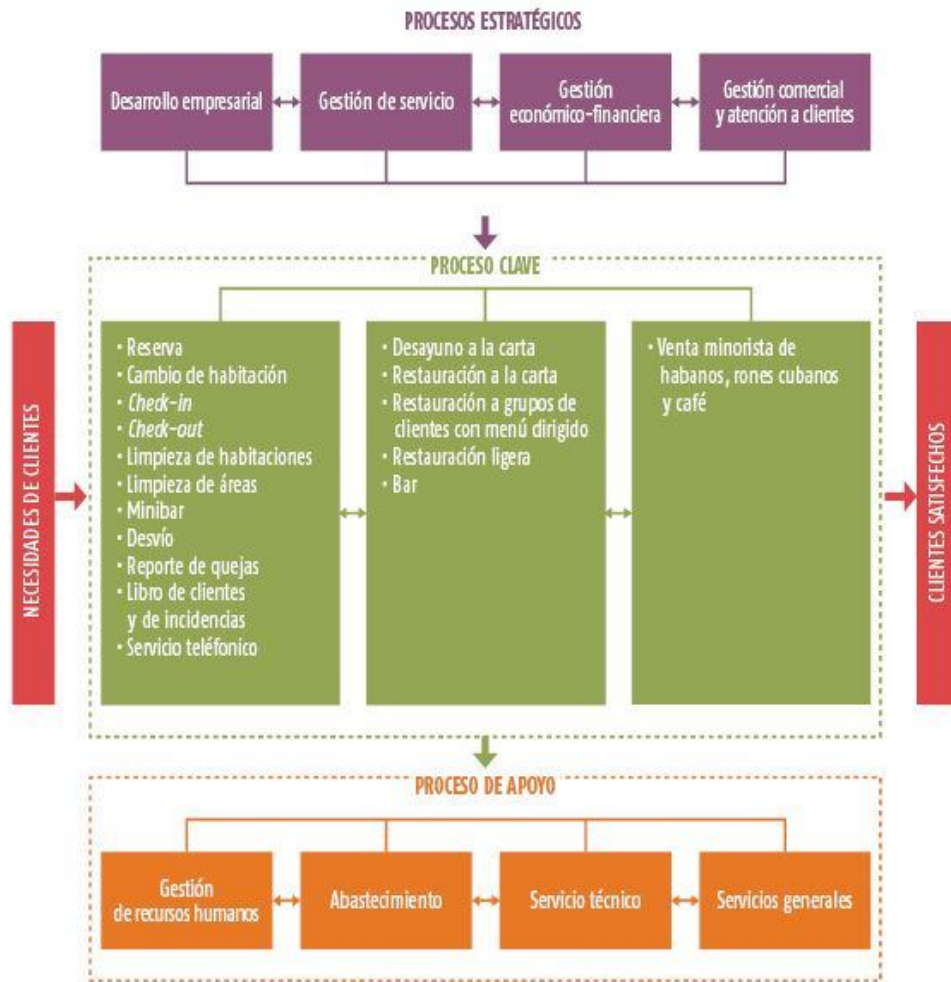 PROCESOS ESTRATÉGICOS
Desarrollo empresarial
Gestión de servicio
Gestión
económico-financiera
Gestión comercial
y atención a clientes
PROCESO CLAVE
NECESIDADES DE CLIENTES
• Reserva
• Cambio de habitación
• Check-in
• Check-out
• Limpieza de habitaciones
• Limpieza de áreas
• Minibar
• Desvío
• Reporte de quejas
• Libro de clientes
y de incidencias
• Servicio teléfonico
• Desayuno a la carta
• Restauración a la carta
• Restauración a grupos de
clientes con menú dirigido
• Restauración ligera
• Bar
• Venta minorista de
habanos, rones cubanos
y café
CLIENTES SATISFECHOS
PROCESO DE APOYO
Gestión
de recursos humanos
Abastecimiento
Servicio técnico
Servicios generales